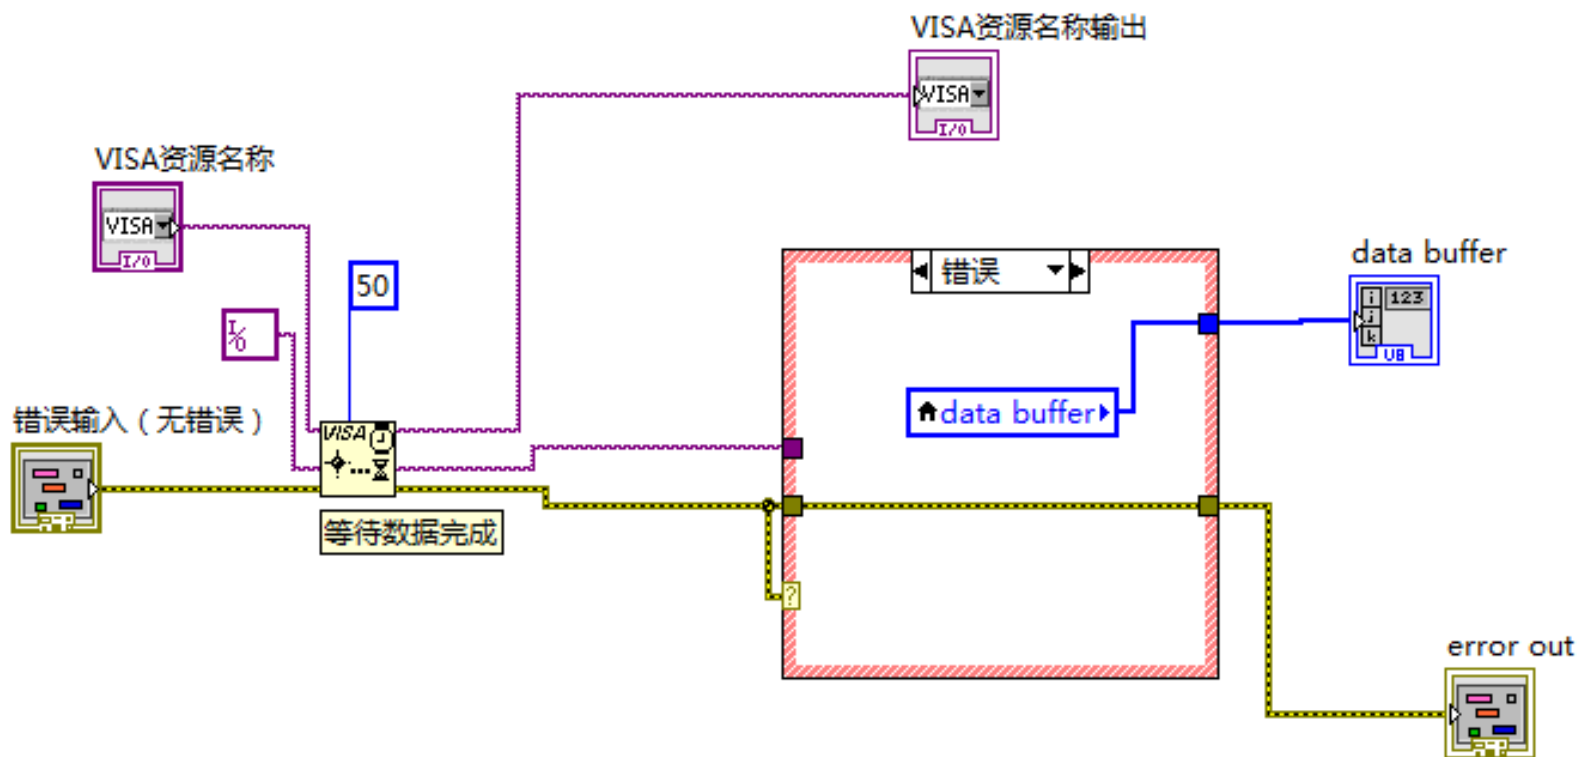 VISA资源名称输出
VISA
I/O
VISA资源名称
VISA
I/O
50
I/O
错误输入（无错误）
VISA
等待数据完成
错误
data buffer
i
j
k
123
U8
data buffer
?
error out